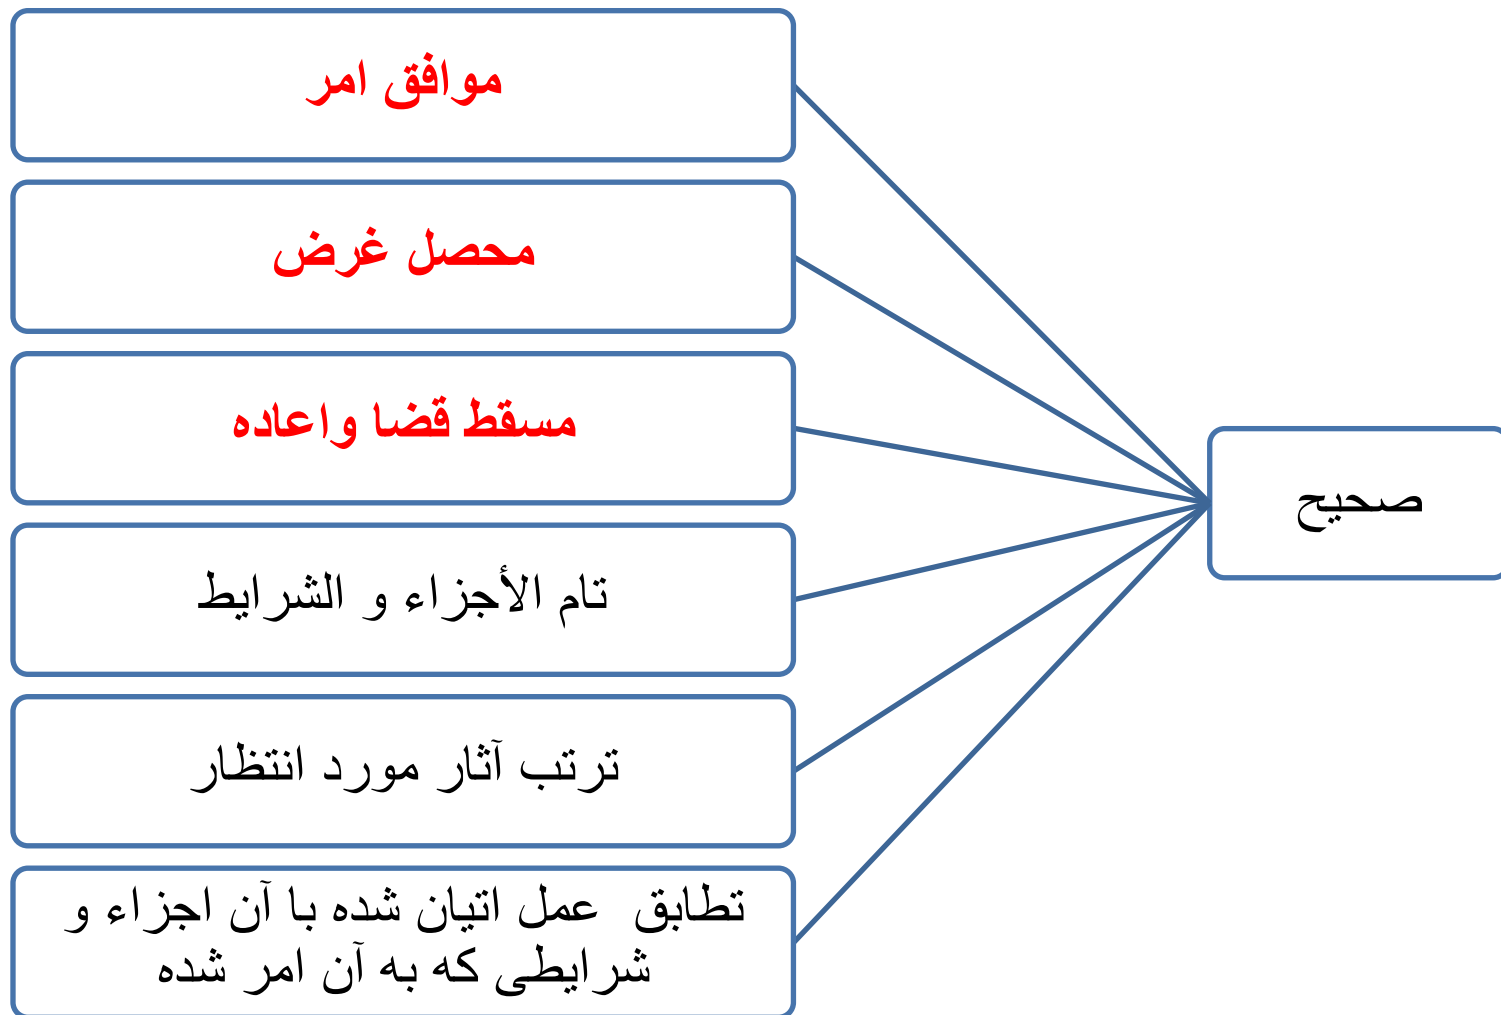 صحیح
موافق امر
محصل غرض
مسقط قضا واعاده
تام الأجزاء و الشرایط
ترتب آثار مورد انتظار
تطابق عمل اتیان شده با آن اجزاء و
شرایطی که به آن امر شده